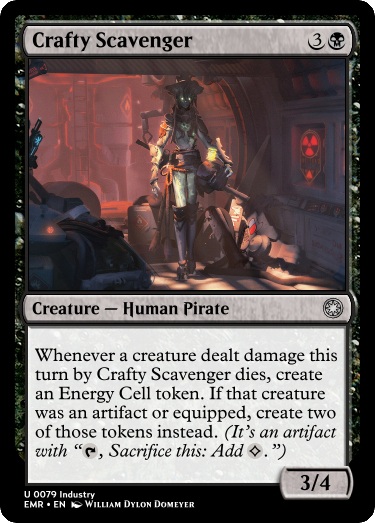 Crafty Scavenger 3
Creature — Human Pirate
Whenever a creature dealt damage this
turn by Crafty Scavenger dies, create
an Energy Cell token. If that creature
was an artifact or equipped, create two
of those tokens instead. (It's an artifact
with “, Sacrifice this: Add .”)
3/4
U 0079 Industry
EMR • EN William Dylon Domeyer